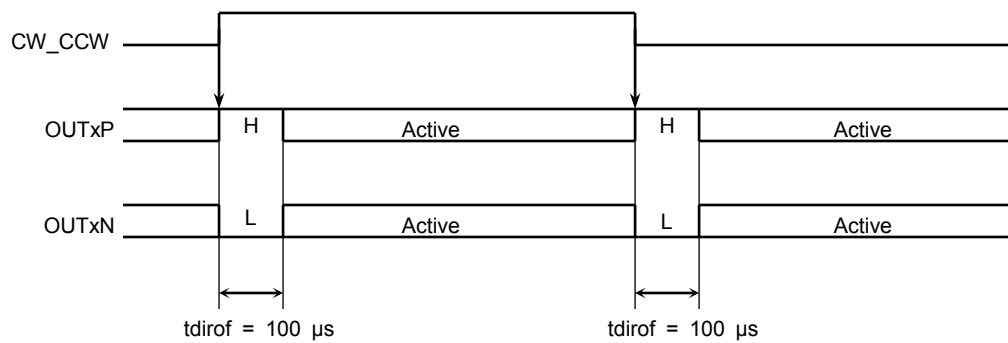 CW_CCW
OUTxP H Active H Active
OUTxN L Active L Active
tdirof = 100 µs tdirof = 100 µs